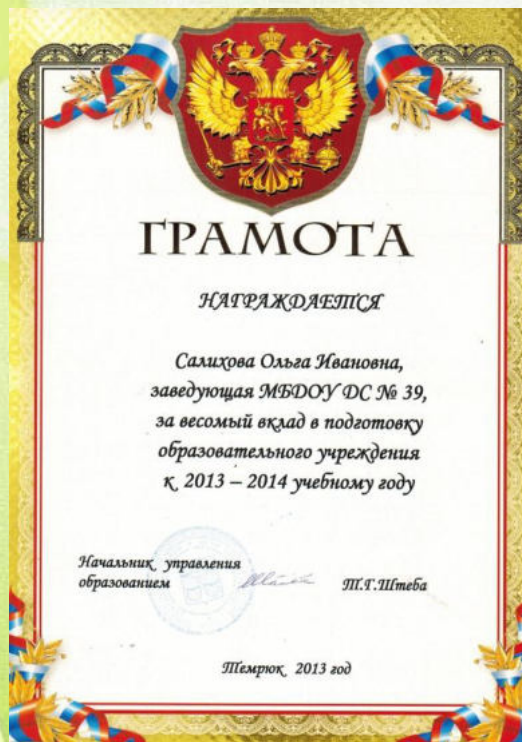 ГРАМОТА
НАГРАЖДАЕТСЯ
Салихова Ольга Ивановна,
заведующая МБДОУ ДС № 39,
за весомый вклад в подготовку
образовательного учреждения
к 2013 – 2014 учебному году
Начальник управления
образованием Т.Г.Штеба
Темрюк 2013 год